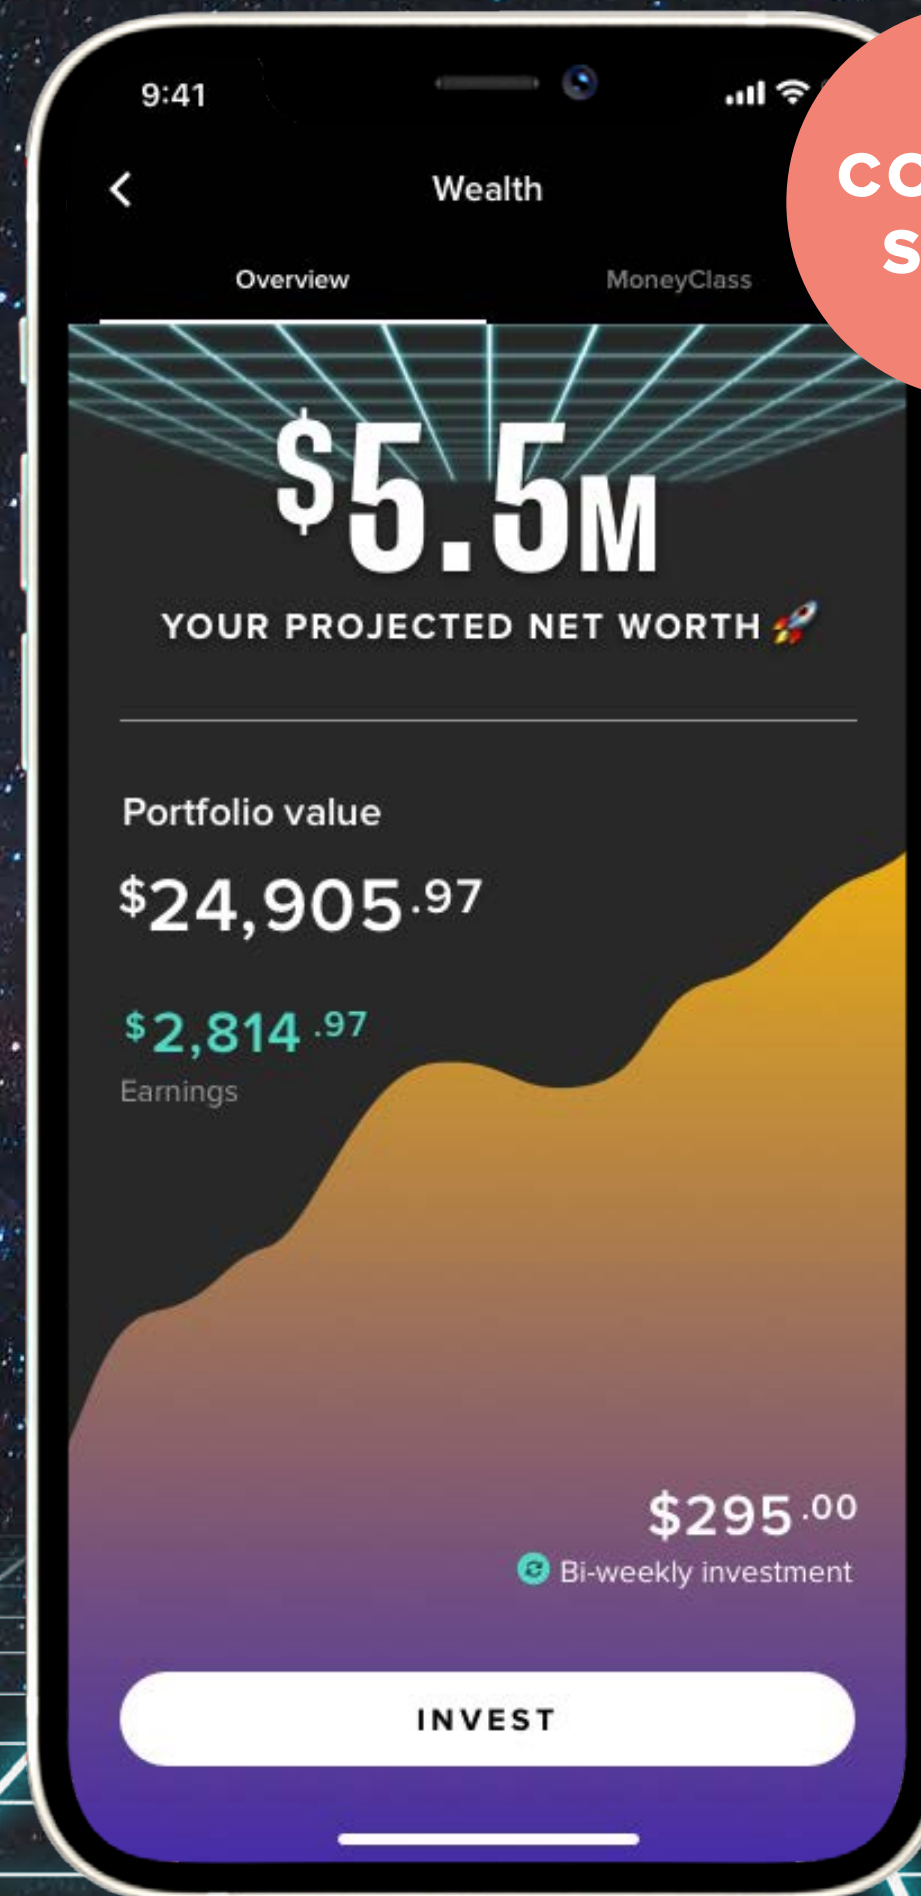 9:41
Wealth
Overview
MoneyClass
$5.5M
YOUR PROJECTED NET WORTH 🚀
Portfolio value
$24,905.97
$2,814.97
Earnings
$295.00
Bi-weekly investment
INVEST